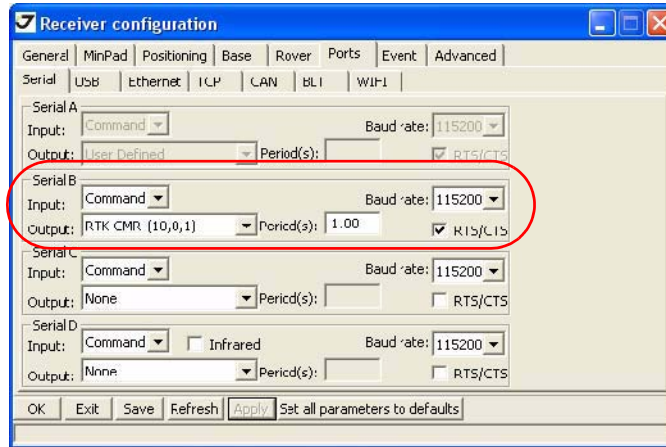 Receiver configuration
General MinPad Positioning Base Rover Ports Event Advanced
Serial USB Ethernet TCP CAN BLT WIFI
Serial A
Input: Command Baud rate: 115200
Output: User Defined Period(s): RTS/CTS
Serial B
Input: Command Baud rate: 115200
Output: RTK CMR (10,0,1) Period(s): 1.00 RTS/CTS
Serial C
Input: Command Baud rate: 115200
Output: None Period(s): RTS/CTS
Serial D
Input: Command Infrared Baud rate: 115200
Output: None Period(s): RTS/CTS
OK Exit Save Refresh Apply Set all parameters to defaults